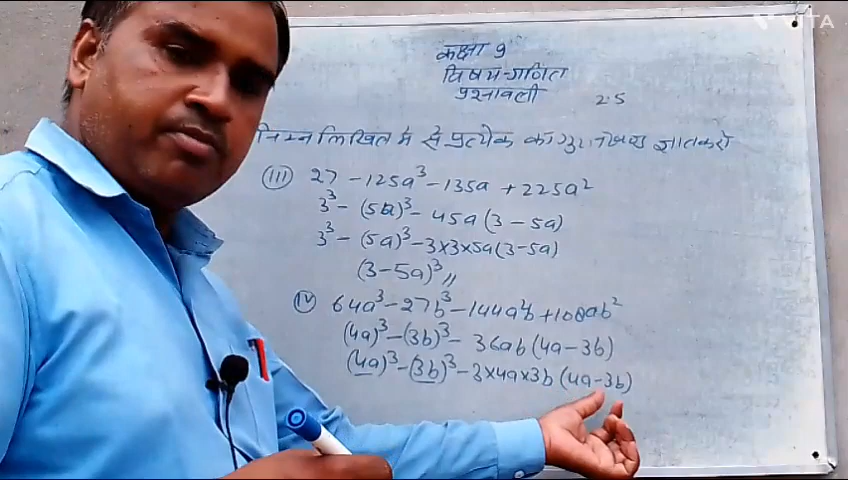 VITA
कक्षा 9
विषय-गणित
प्रश्नावली 2.5
निम्न लिखित में से प्रत्येक का गुणनखण्ड ज्ञात करो
(III) 27 - 125a³ - 135a + 225a²
3³ - (5a)³ - 45a (3 - 5a)
3³ - (5a)³ - 3×3×5a(3-5a)
(3-5a)³ //
(IV) 64a³ - 27b³ - 144a²b + 108ab²
(4a)³ - (3b)³ - 36ab (4a - 3b)
(4a)³ - (3b)³ - 3×4a×3b (4a-3b)